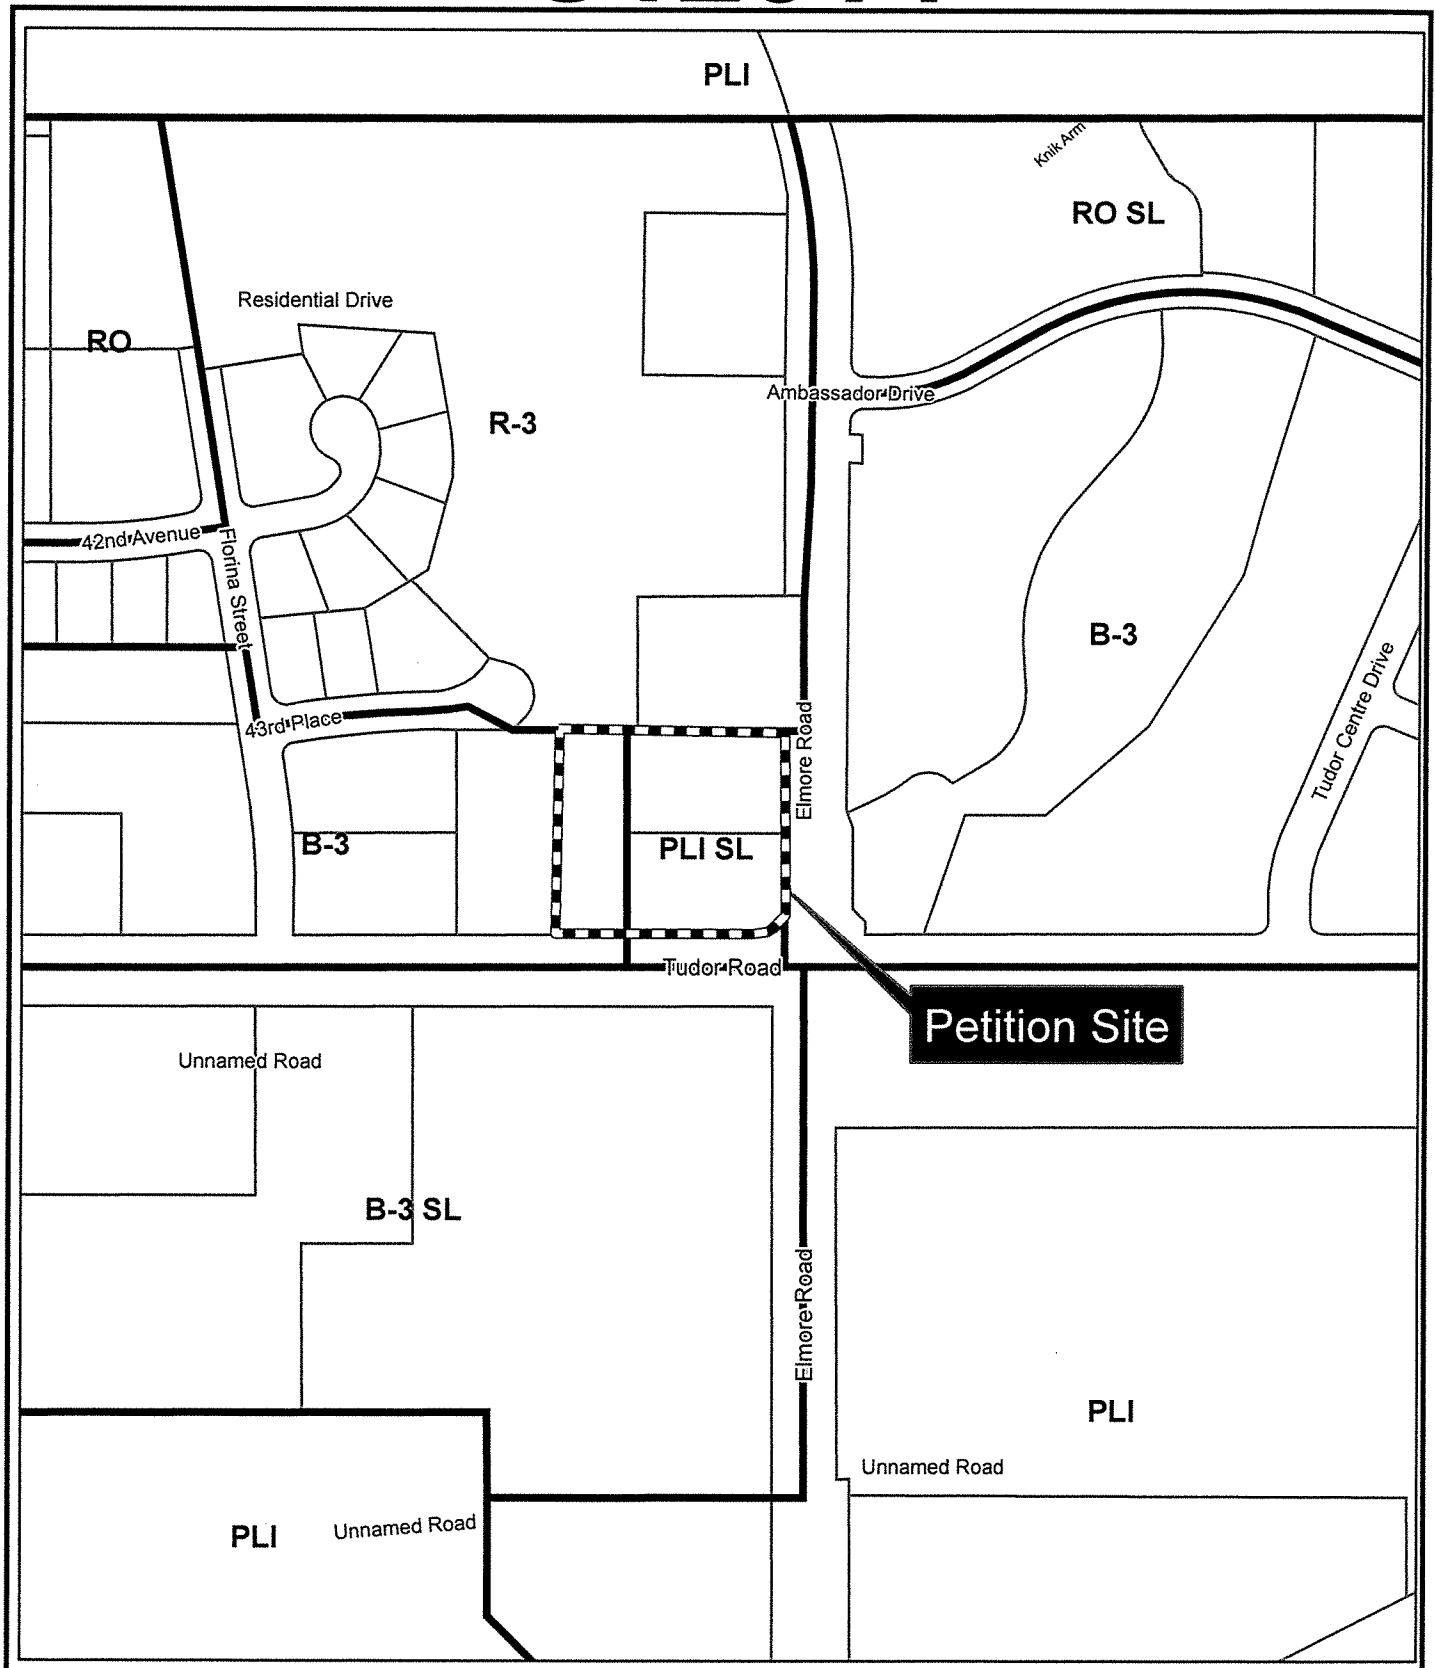 PLI
Knik Arm
RO SL
Residential Drive
RO
Ambassador Drive
R-3
42nd Avenue
Florina Street
B-3
Tudor Centre Drive
43rd Place
Elmore Road
B-3
PLI SL
Tudor Road
Petition Site
Unnamed Road
B-3 SL
Elmore Road
PLI
Unnamed Road
PLI
Unnamed Road